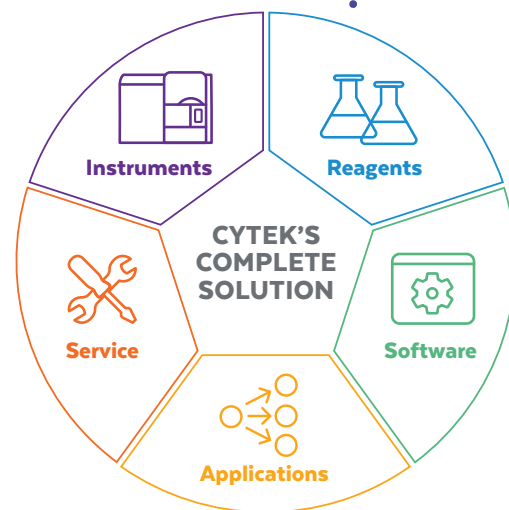 Instruments
Reagents
CYTEK'S
COMPLETE
SOLUTION
Service
Software
Applications